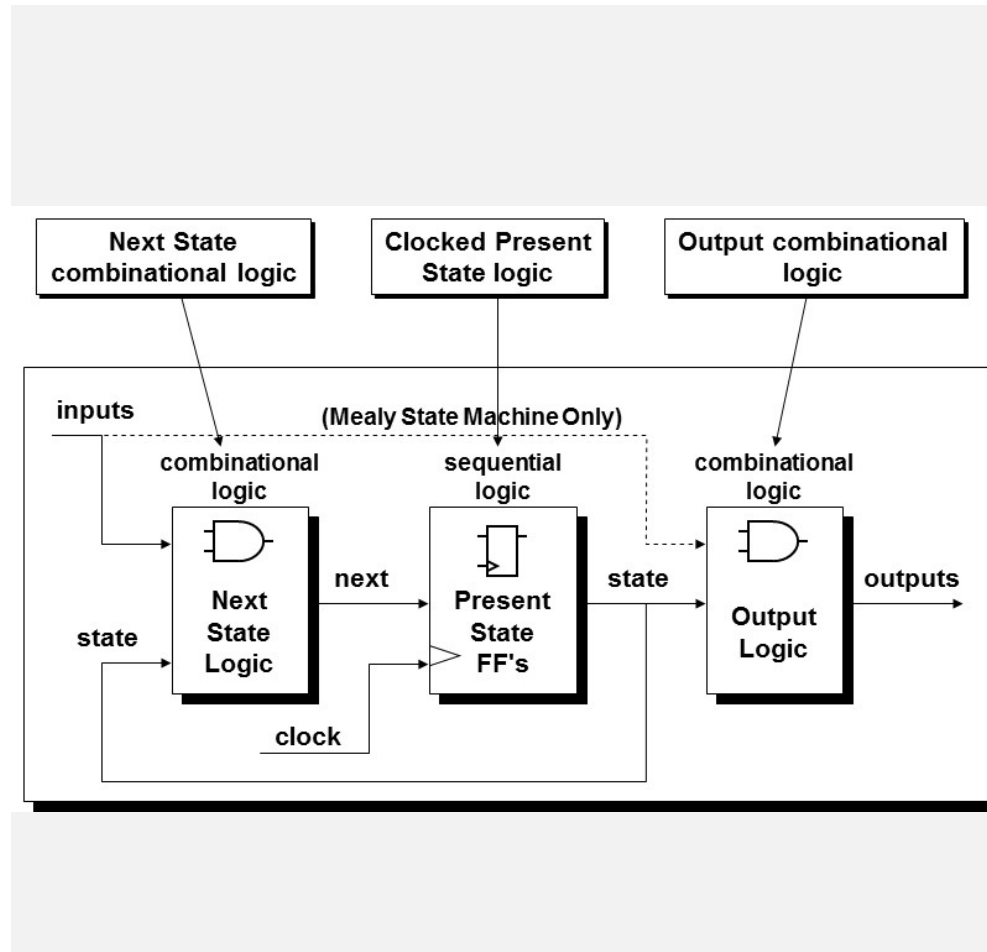 Next State
combinational logic
Clocked Present
State logic
Output combinational
logic
inputs
(Mealy State Machine Only)
combinational
logic
sequential
logic
combinational
logic
next
state
outputs
Next
State
Logic
Present
State
FF's
Output
Logic
state
clock